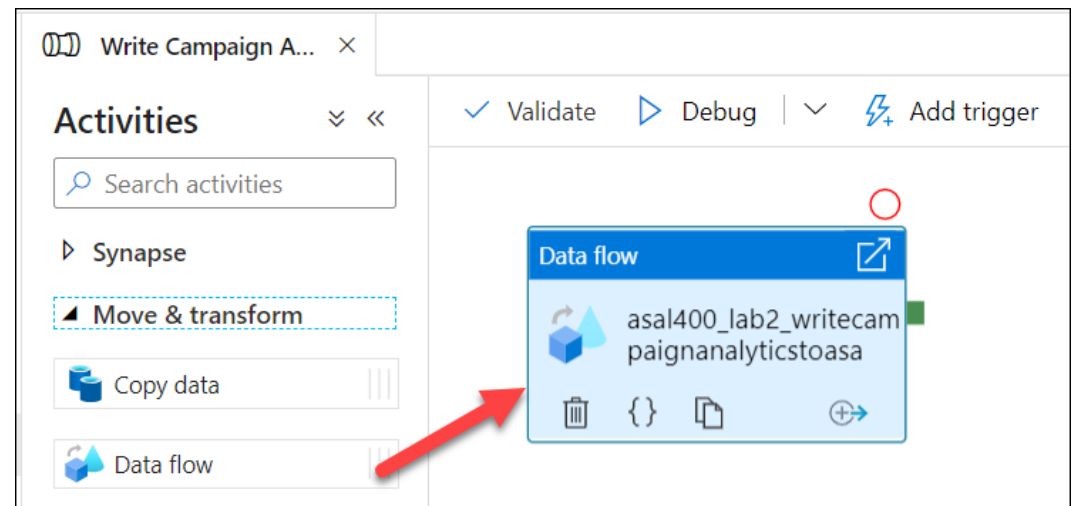 Write Campaign A...
Activities
Validate
Debug
Add trigger
Search activities
Synapse
Data flow
Move & transform
asal400_lab2_writecam
paignanalyticstoasa
Copy data
{}
Data flow